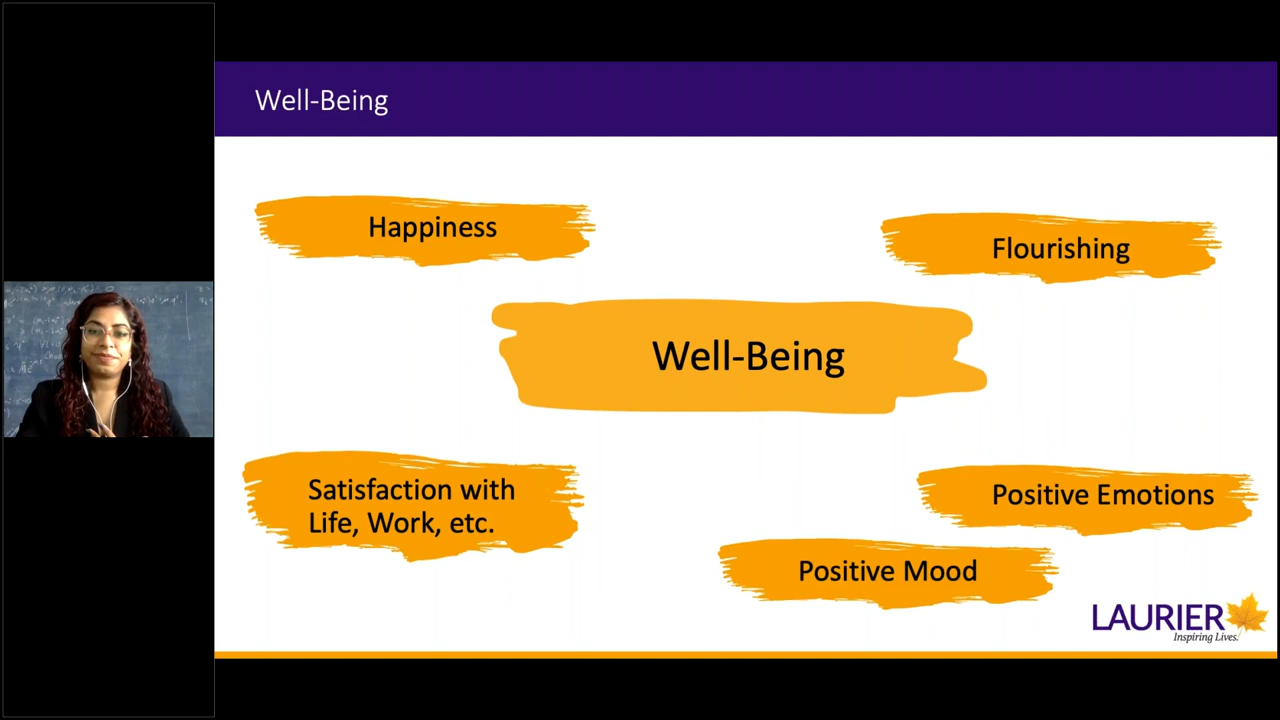 Well-Being
Happiness
Flourishing
Well-Being
Satisfaction with
Life, Work, etc.
Positive Emotions
Positive Mood
LAURIER
Inspiring Lives.